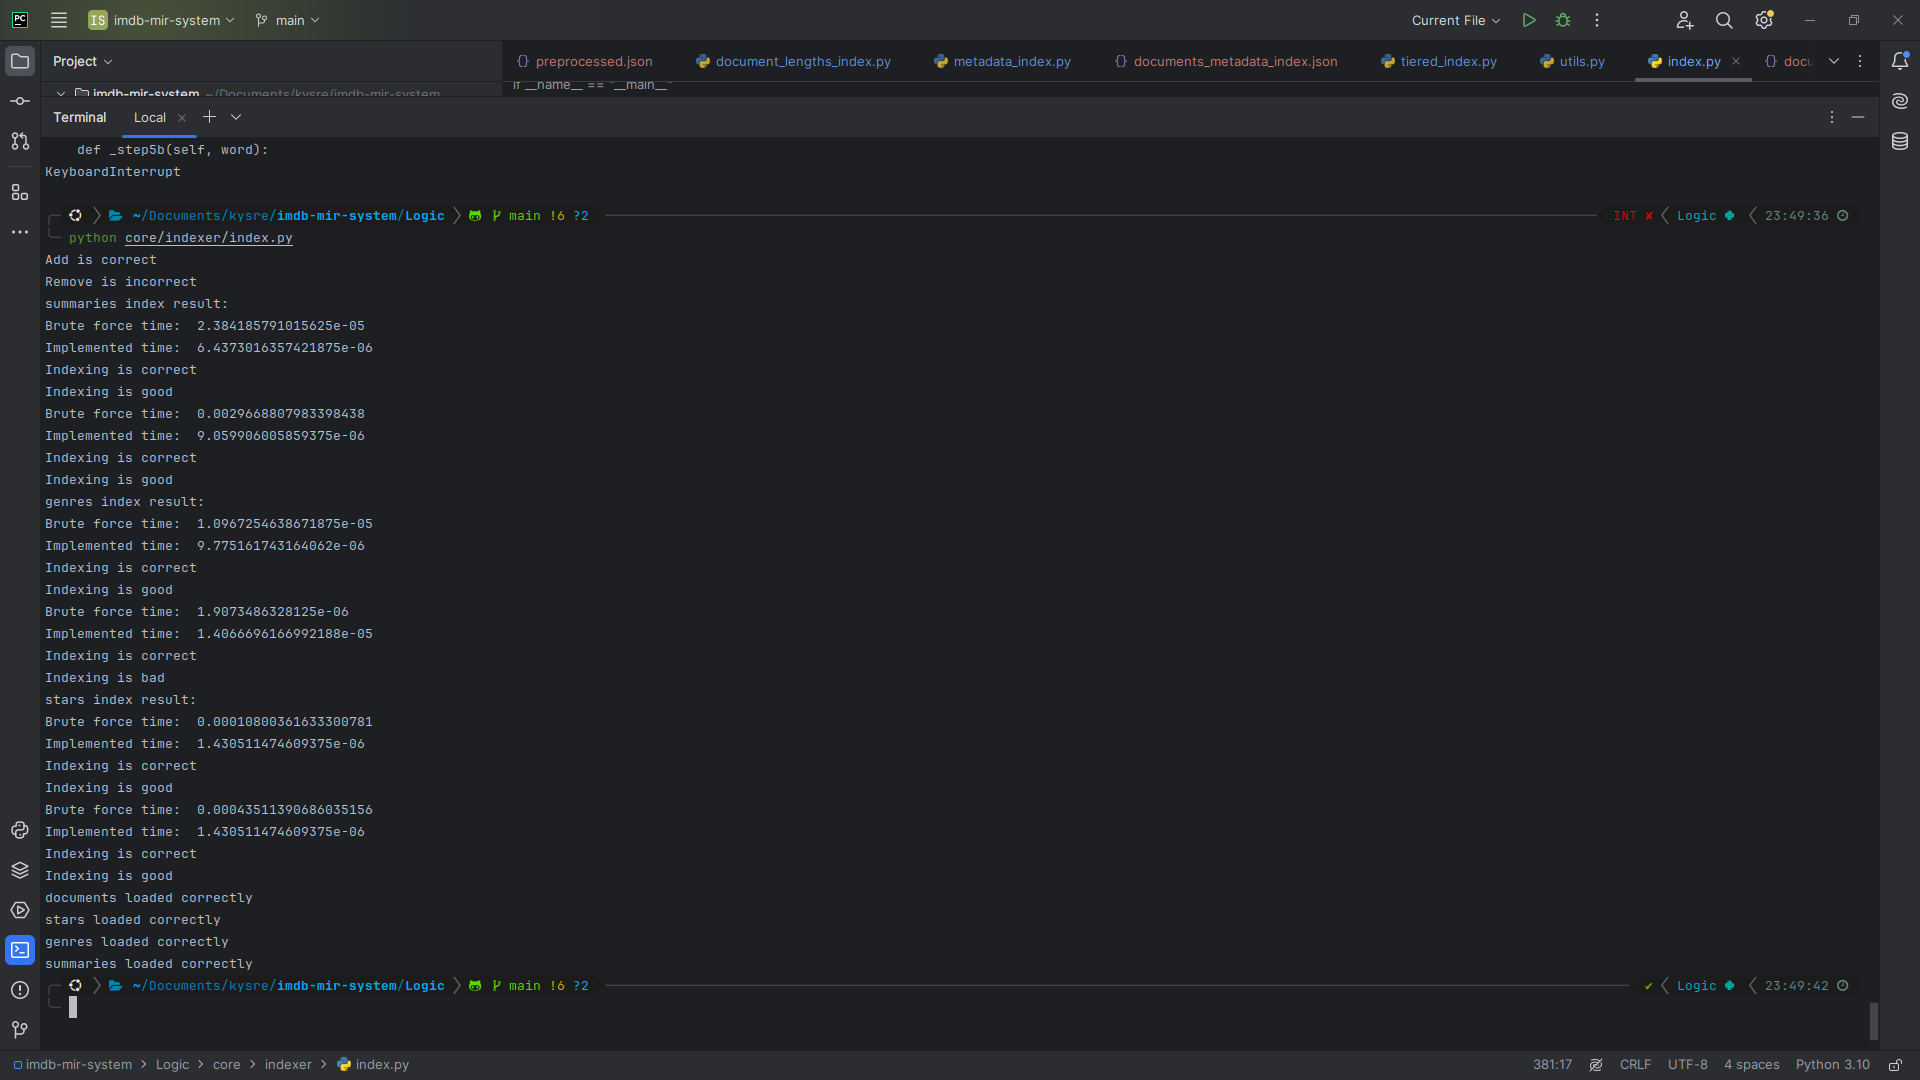 PC IS imdb-mir-system main Current File
Project preprocessed.json document_lengths_index.py metadata_index.py documents_metadata_index.json tiered_index.py utils.py index.py docu
imdb-mir-system ~/Documents/kysre/imdb-mir-system if __name__ == "__main__"
Terminal Local
def _step5b(self, word):
KeyboardInterrupt
~/Documents/kysre/imdb-mir-system/Logic main !6 ?2 INT ✘ Logic 23:49:36
python core/indexer/index.py
Add is correct
Remove is incorrect
summaries index result:
Brute force time:  2.384185791015625e-05
Implemented time:  6.4373016357421875e-06
Indexing is correct
Indexing is good
Brute force time:  0.0029668807983398438
Implemented time:  9.059906005859375e-06
Indexing is correct
Indexing is good
genres index result:
Brute force time:  1.0967254638671875e-05
Implemented time:  9.775161743164062e-06
Indexing is correct
Indexing is good
Brute force time:  1.9073486328125e-06
Implemented time:  1.4066696166992188e-05
Indexing is correct
Indexing is bad
stars index result:
Brute force time:  0.00010800361633300781
Implemented time:  1.430511474609375e-06
Indexing is correct
Indexing is good
Brute force time:  0.00043511390686035156
Implemented time:  1.430511474609375e-06
Indexing is correct
Indexing is good
documents loaded correctly
stars loaded correctly
genres loaded correctly
summaries loaded correctly
~/Documents/kysre/imdb-mir-system/Logic main !6 ?2 ✔ Logic 23:49:42
imdb-mir-system > Logic > core > indexer > index.py 381:17 CRLF UTF-8 4 spaces Python 3.10